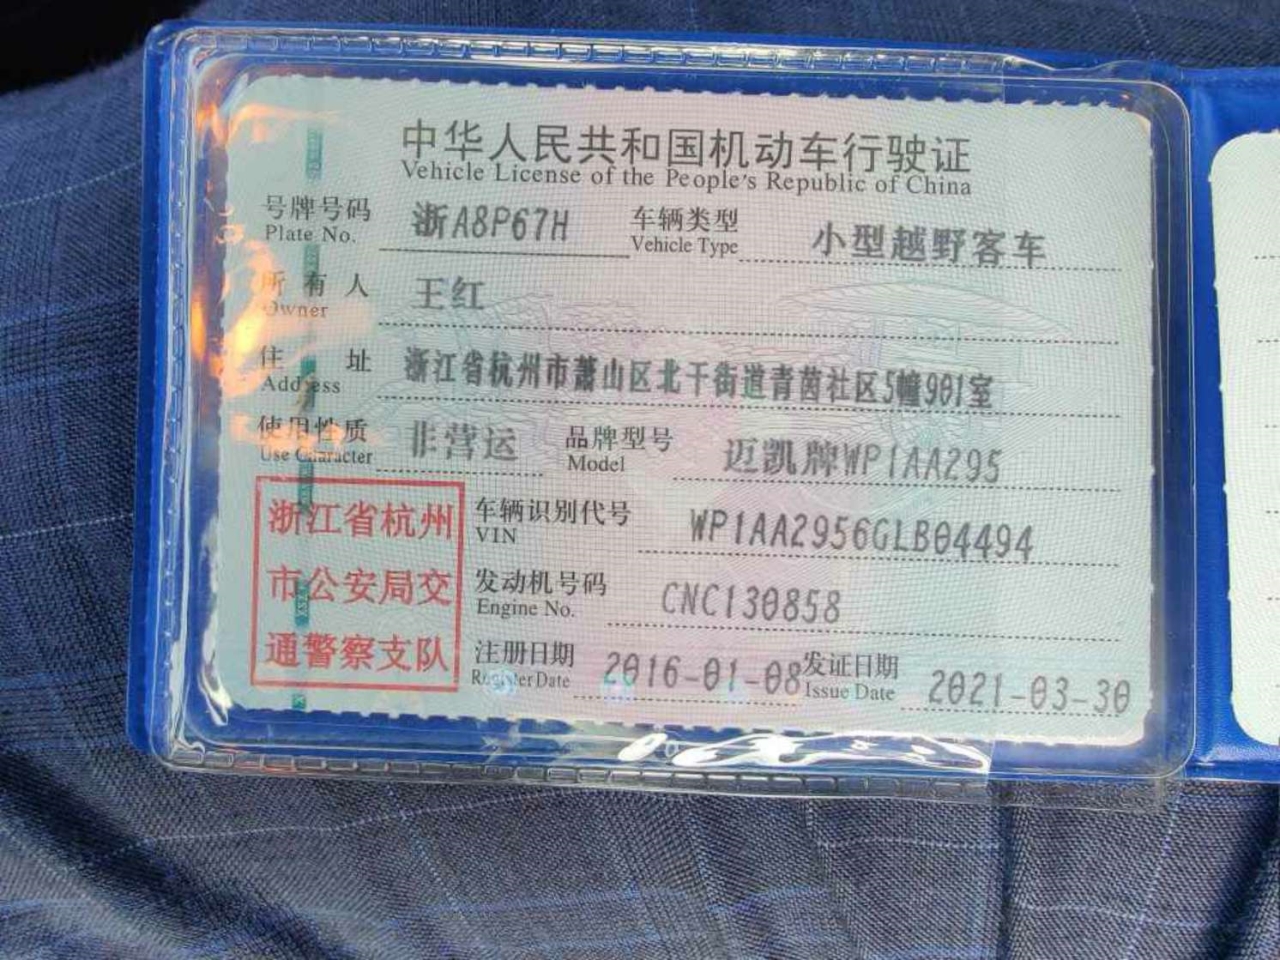 中华人民共和国机动车行驶证
Vehicle License of the People's Republic of China
号牌号码 浙A8P67H 车辆类型 小型越野客车
Plate No. Vehicle Type
所有人 王红
Owner
住址 浙江省杭州市萧山区北干街道青茵社区5幢901室
Address
使用性质 非营运 品牌型号 迈凯牌WP1AA295
Use Character Model
浙江省杭州
市公安局交
通警察支队
车辆识别代号 WP1AA2956GLB04494
VIN
发动机号码 CNC130858
Engine No.
注册日期 2016-01-08 发证日期 2021-03-30
Register Date Issue Date